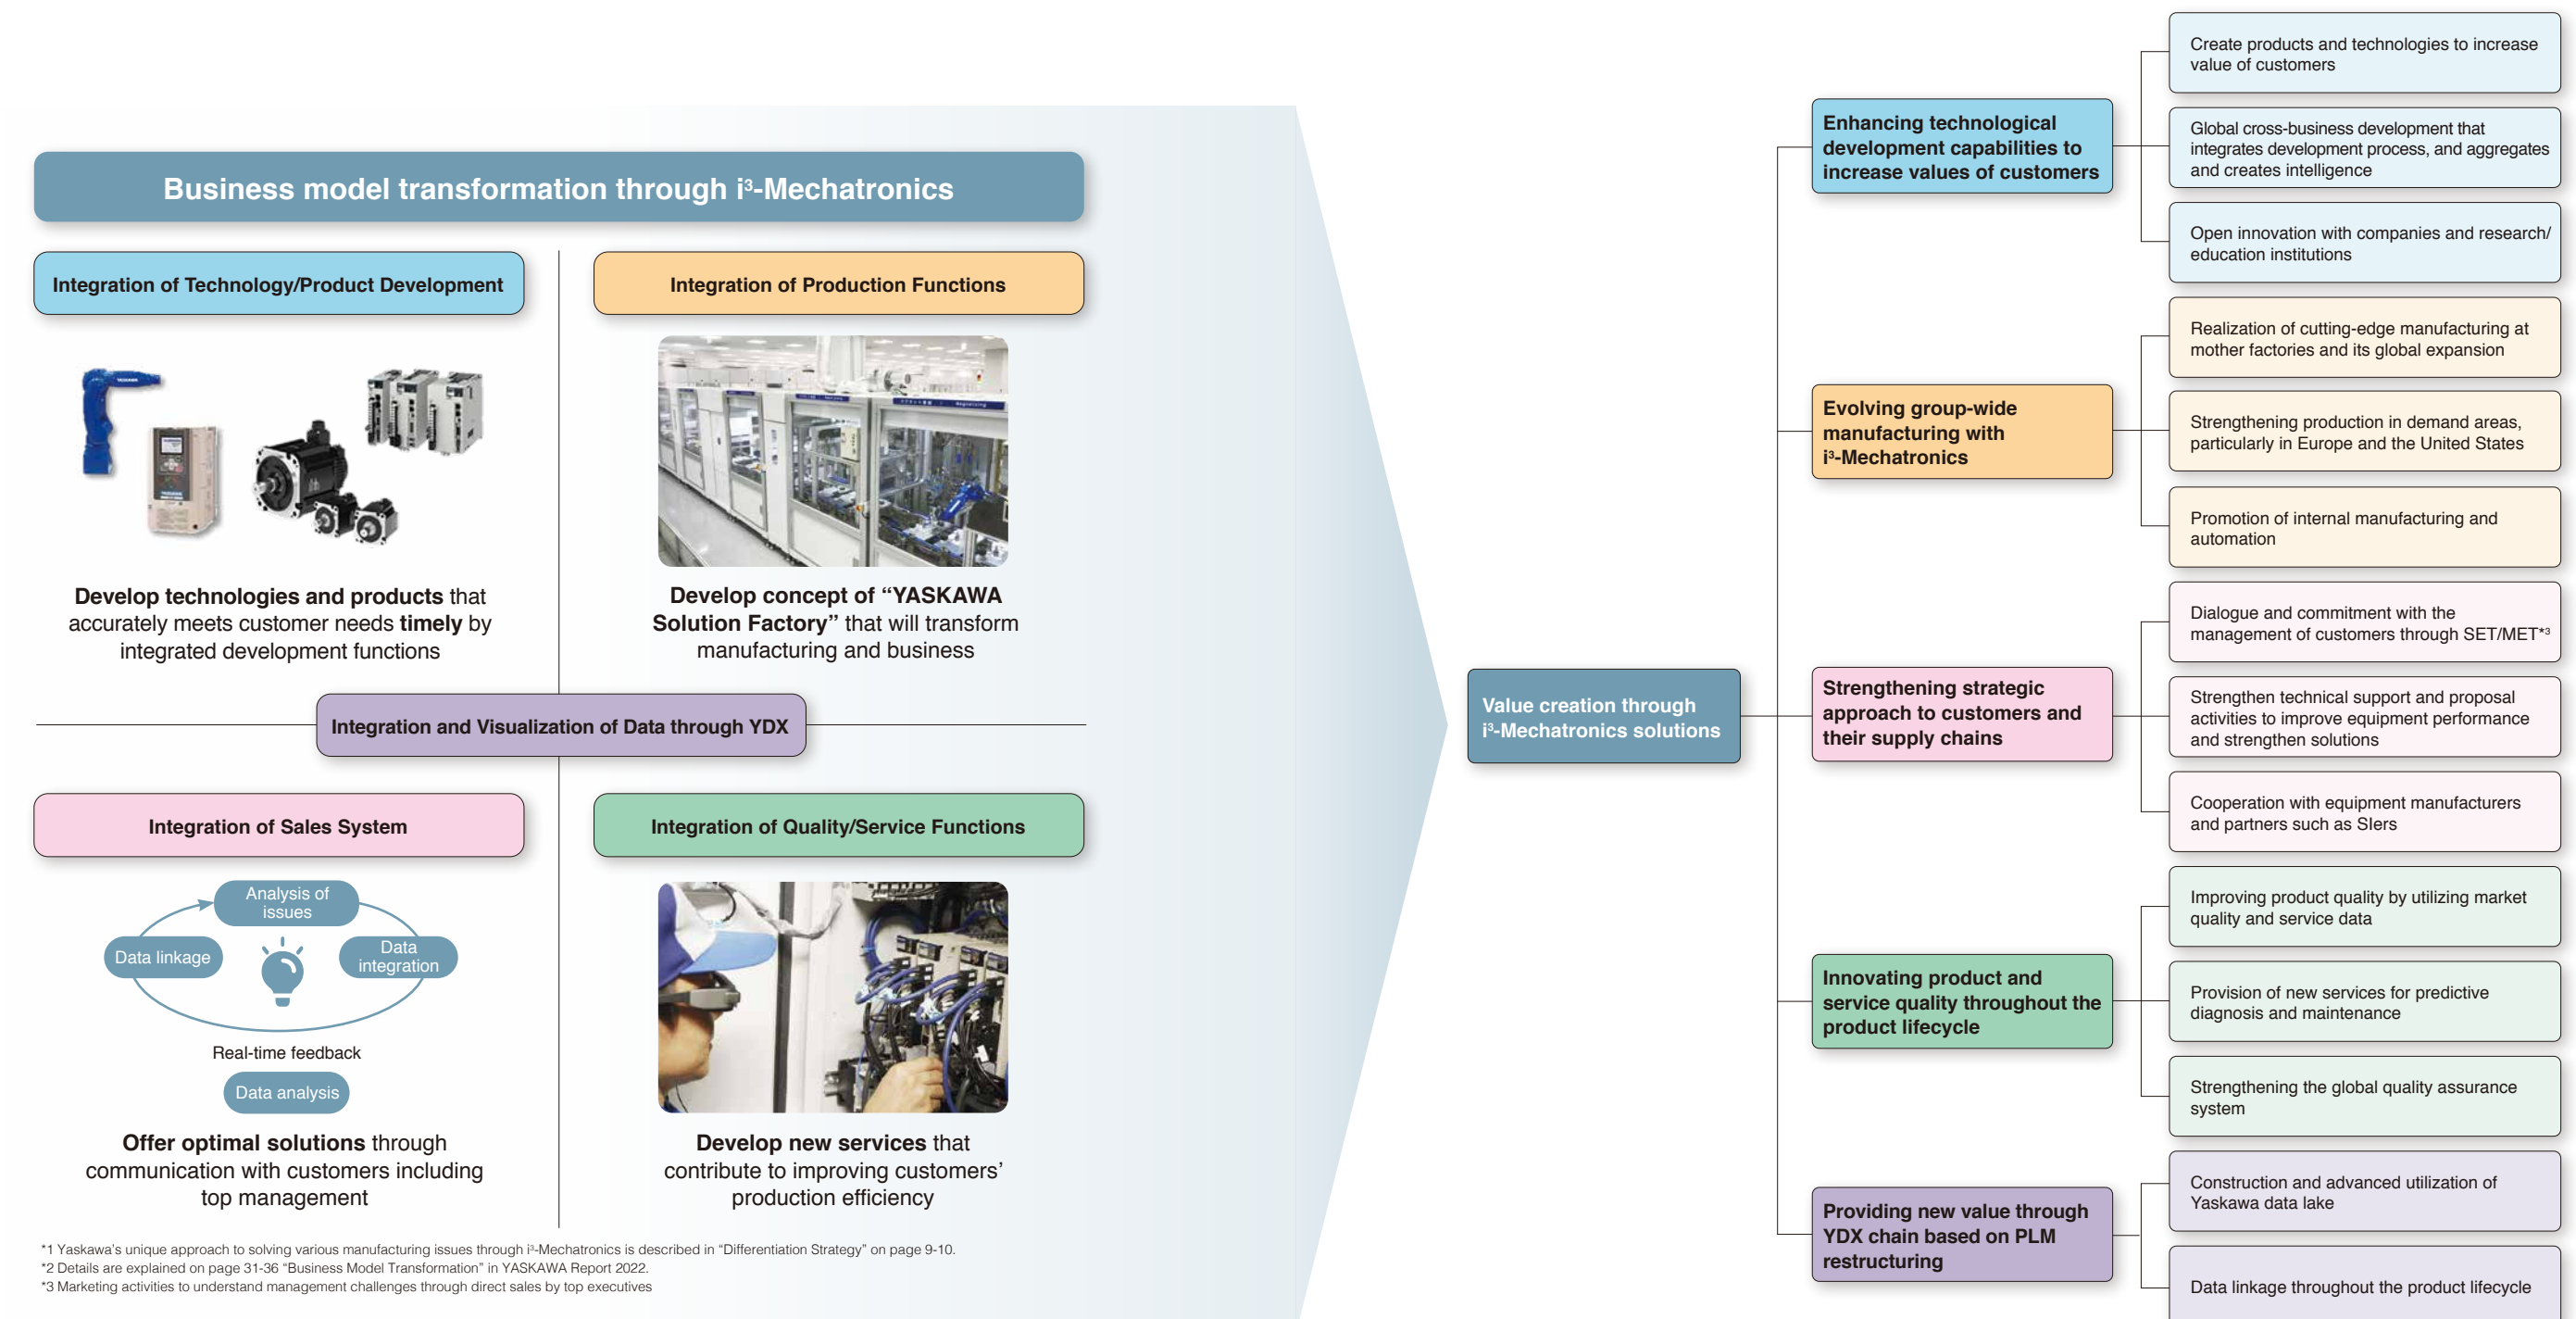 Business model transformation through i³-Mechatronics
Integration of Technology/Product Development
Develop technologies and products that
accurately meets customer needs timely by
integrated development functions
Integration of Production Functions
Develop concept of “YASKAWA
Solution Factory” that will transform
manufacturing and business
Integration and Visualization of Data through YDX
Integration of Sales System
Analysis of
issues
Data linkage
Data
integration
Real-time feedback
Data analysis
Offer optimal solutions through
communication with customers including
top management
Integration of Quality/Service Functions
Develop new services that
contribute to improving customers’
production efficiency
*1 Yaskawa’s unique approach to solving various manufacturing issues through i³-Mechatronics is described in “Differentiation Strategy” on page 9-10.
*2 Details are explained on page 31-36 “Business Model Transformation” in YASKAWA Report 2022.
*3 Marketing activities to understand management challenges through direct sales by top executives
Value creation through
i³-Mechatronics solutions
Enhancing technological
development capabilities to
increase values of customers
Create products and technologies to increase
value of customers
Global cross-business development that
integrates development process, and aggregates
and creates intelligence
Open innovation with companies and research/
education institutions
Evolving group-wide
manufacturing with
i³-Mechatronics
Realization of cutting-edge manufacturing at
mother factories and its global expansion
Strengthening production in demand areas,
particularly in Europe and the United States
Promotion of internal manufacturing and
automation
Strengthening strategic
approach to customers and
their supply chains
Dialogue and commitment with the
management of customers through SET/MET*³
Strengthen technical support and proposal
activities to improve equipment performance
and strengthen solutions
Cooperation with equipment manufacturers
and partners such as SIers
Innovating product and
service quality throughout the
product lifecycle
Improving product quality by utilizing market
quality and service data
Provision of new services for predictive
diagnosis and maintenance
Strengthening the global quality assurance
system
Providing new value through
YDX chain based on PLM
restructuring
Construction and advanced utilization of
Yaskawa data lake
Data linkage throughout the product lifecycle